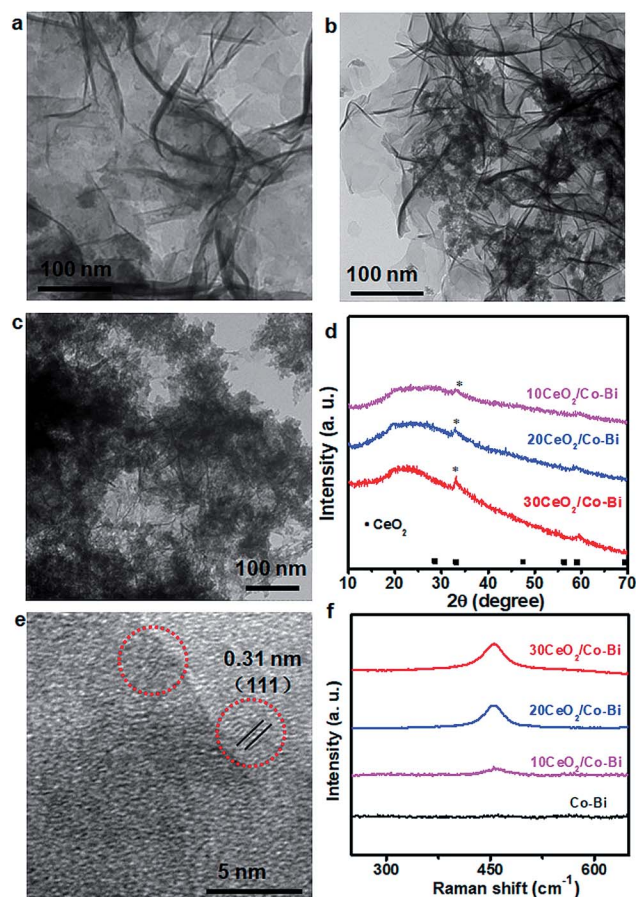 a
100 nm
b
100 nm
c
100 nm
d
Intensity (a. u.)
*
10CeO₂/Co-Bi
*
20CeO₂/Co-Bi
*
30CeO₂/Co-Bi
▪ CeO₂
10 20 30 40 50 60 70
2θ (degree)
e
0.31 nm
(111)
5 nm
f
Intensity (a. u.)
30CeO₂/Co-Bi
20CeO₂/Co-Bi
10CeO₂/Co-Bi
Co-Bi
300 450 600
Raman shift (cm⁻¹)